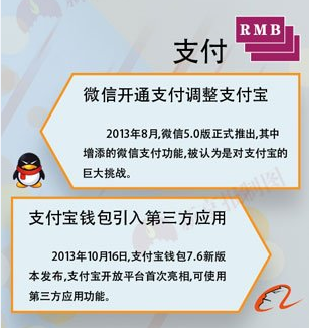 支付
RMB
微信开通支付调整支付宝
2013年8月,微信5.0版正式推出,其中
增添的微信支付功能,被认为是对支付宝的
巨大挑战。
支付宝钱包引入第三方应用
2013年10月16日,支付宝钱包7.6新版
本发布,支付宝开放平台首次亮相,可使用
第三方应用功能。